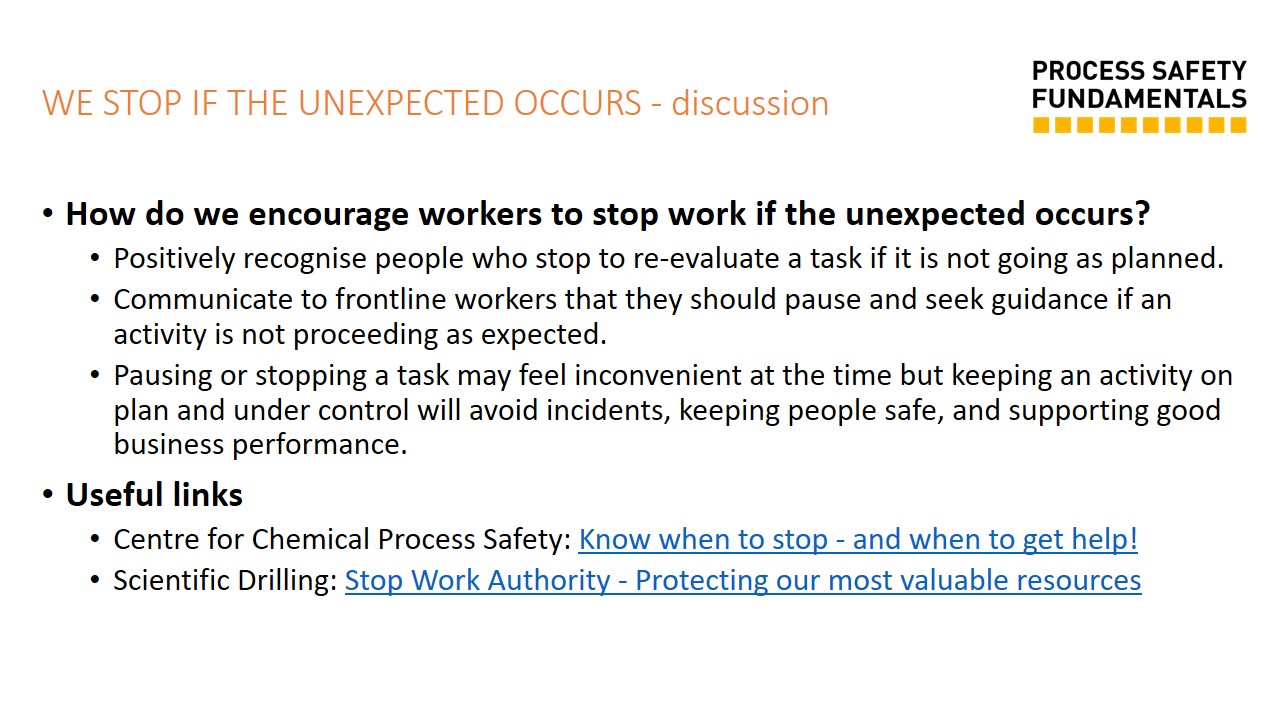 PROCESS SAFETY
FUNDAMENTALS
WE STOP IF THE UNEXPECTED OCCURS - discussion
• How do we encourage workers to stop work if the unexpected occurs?
• Positively recognise people who stop to re-evaluate a task if it is not going as planned.
• Communicate to frontline workers that they should pause and seek guidance if an
activity is not proceeding as expected.
• Pausing or stopping a task may feel inconvenient at the time but keeping an activity on
plan and under control will avoid incidents, keeping people safe, and supporting good
business performance.
• Useful links
• Centre for Chemical Process Safety: Know when to stop - and when to get help!
• Scientific Drilling: Stop Work Authority - Protecting our most valuable resources